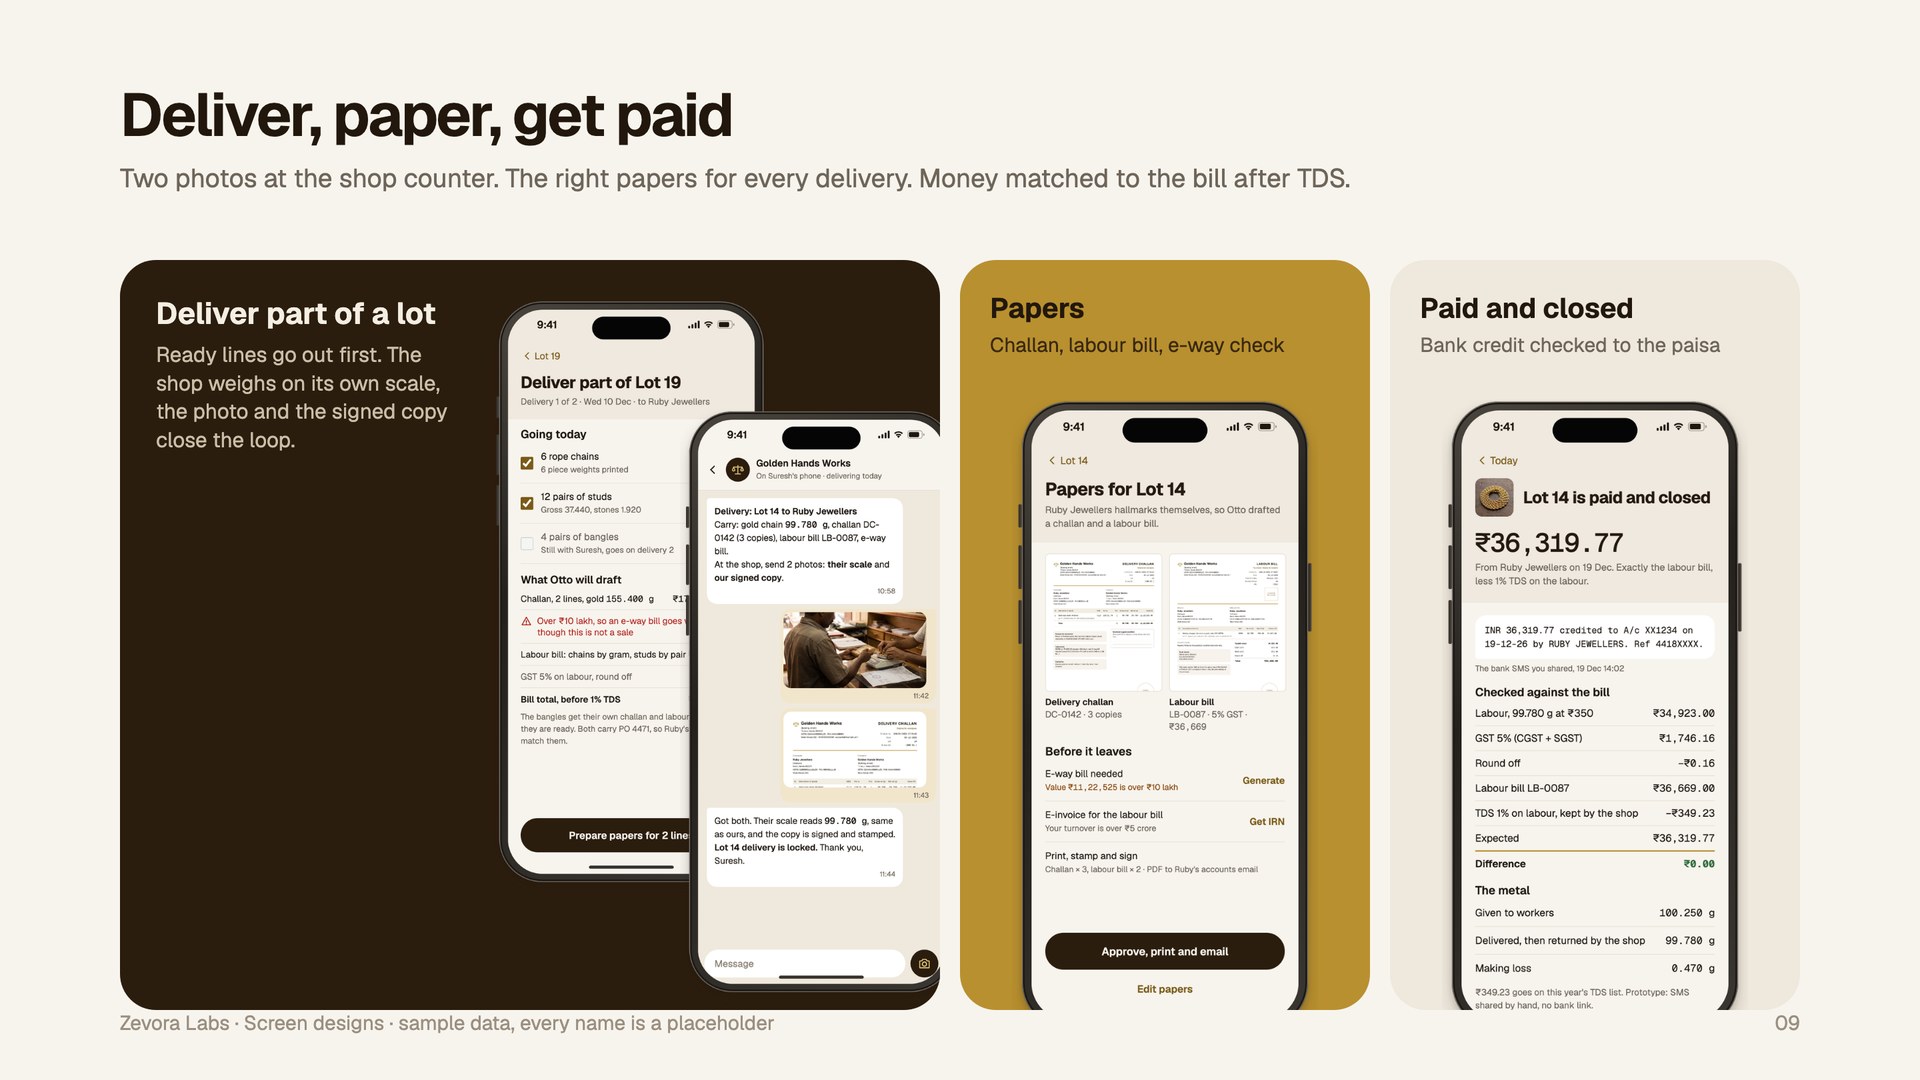 Deliver, paper, get paid
Two photos at the shop counter. The right papers for every delivery. Money matched to the bill after TDS.
Deliver part of a lot
Ready lines go out first. The
shop weighs on its own scale,
the photo and the signed copy
close the loop.
9:41
Lot 19
Deliver part of Lot 19
Delivery 1 of 2 · Wed 10 Dec · to Ruby Jewellers
Going today
6 rope chains
6 piece weights printed
12 pairs of studs
Gross 37.440, stones 1.920
4 pairs of bangles
Still with Suresh, goes on delivery 2
What Otto will draft
Challan, 2 lines, gold 155.400 g ₹17
Over ₹10 lakh, so an e-way bill goes
though this is not a sale
Labour bill: chains by gram, studs by pair
GST 5% on labour, round off
Bill total, before 1% TDS
The bangles get their own challan and labour
they are ready. Both carry PO 4471, so Ruby's
match them.
Prepare papers for 2 line
9:41
Golden Hands Works
On Suresh's phone · delivering today
Delivery: Lot 14 to Ruby Jewellers
Carry: gold chain 99.780 g, challan DC-
0142 (3 copies), labour bill LB-0087, e-way
bill.
At the shop, send 2 photos: their scale and
our signed copy.
10:58
11:42
Golden Hands Works
DELIVERY CHALLAN
11:43
Got both. Their scale reads 99.780 g, same
as ours, and the copy is signed and stamped.
Lot 14 delivery is locked. Thank you,
Suresh.
11:44
Message
Papers
Challan, labour bill, e-way check
9:41
Lot 14
Papers for Lot 14
Ruby Jewellers hallmarks themselves, so Otto drafted
a challan and a labour bill.
Golden Hands Works
DELIVERY CHALLAN
Golden Hands Works
LABOUR BILL
Delivery challan
DC-0142 · 3 copies
Labour bill
LB-0087 · 5% GST ·
₹36,669
Before it leaves
E-way bill needed
Value ₹11,22,525 is over ₹10 lakh
Generate
E-invoice for the labour bill
Your turnover is over ₹5 crore
Get IRN
Print, stamp and sign
Challan × 3, labour bill × 2 · PDF to Ruby's accounts email
Approve, print and email
Edit papers
Paid and closed
Bank credit checked to the paisa
9:41
Today
Lot 14 is paid and closed
₹36,319.77
From Ruby Jewellers on 19 Dec. Exactly the labour bill,
less 1% TDS on the labour.
INR 36,319.77 credited to A/c XX1234 on
19-12-26 by RUBY JEWELLERS. Ref 4418XXXX.
The bank SMS you shared, 19 Dec 14:02
Checked against the bill
Labour, 99.780 g at ₹350 ₹34,923.00
GST 5% (CGST + SGST) ₹1,746.16
Round off −₹0.16
Labour bill LB-0087 ₹36,669.00
TDS 1% on labour, kept by the shop −₹349.23
Expected ₹36,319.77
Difference ₹0.00
The metal
Given to workers 100.250 g
Delivered, then returned by the shop 99.780 g
Making loss 0.470 g
₹349.23 goes on this year's TDS list. Prototype: SMS
shared by hand, no bank link.
Zevora Labs · Screen designs · sample data, every name is a placeholder
09